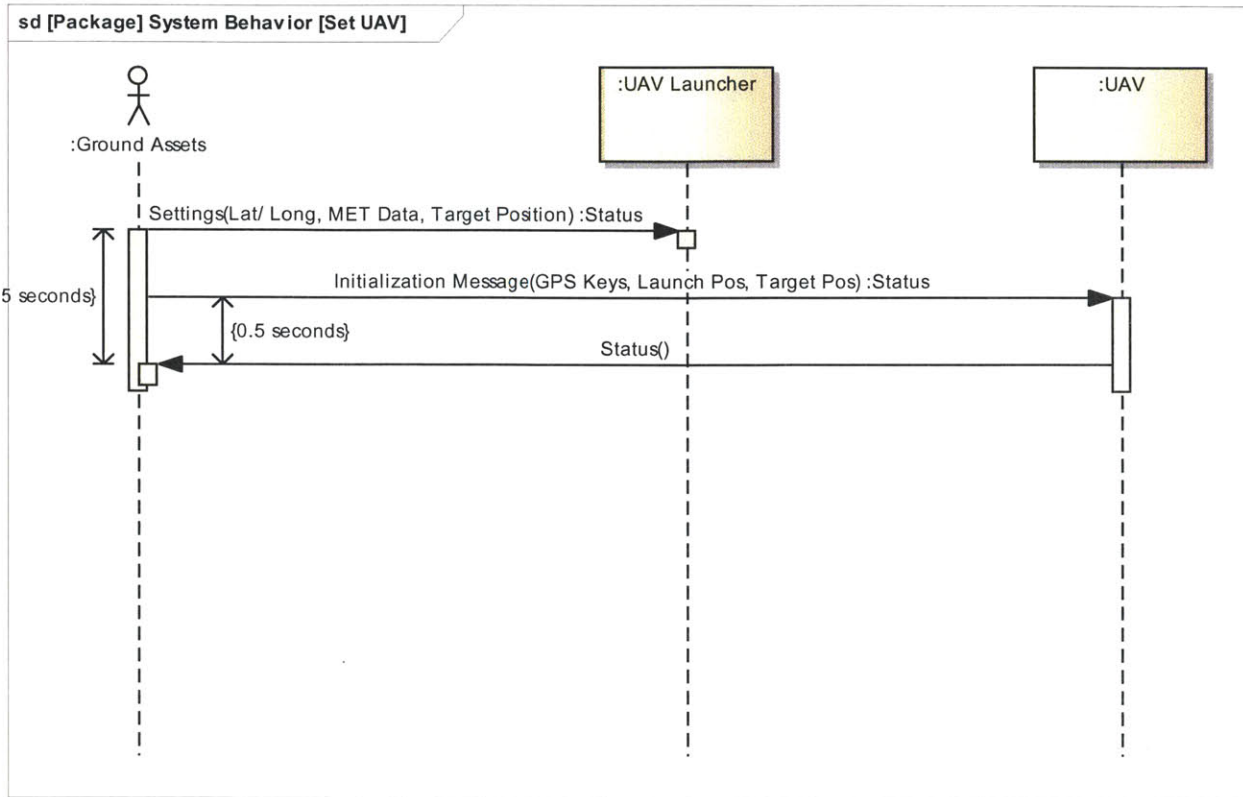 sd [Package] System Behavior [Set UAV]
:Ground Assets
:UAV Launcher
:UAV
Settings(Lat/ Long, MET Data, Target Position) :Status
Initialization Message(GPS Keys, Launch Pos, Target Pos) :Status
5 seconds}
{0.5 seconds}
Status()